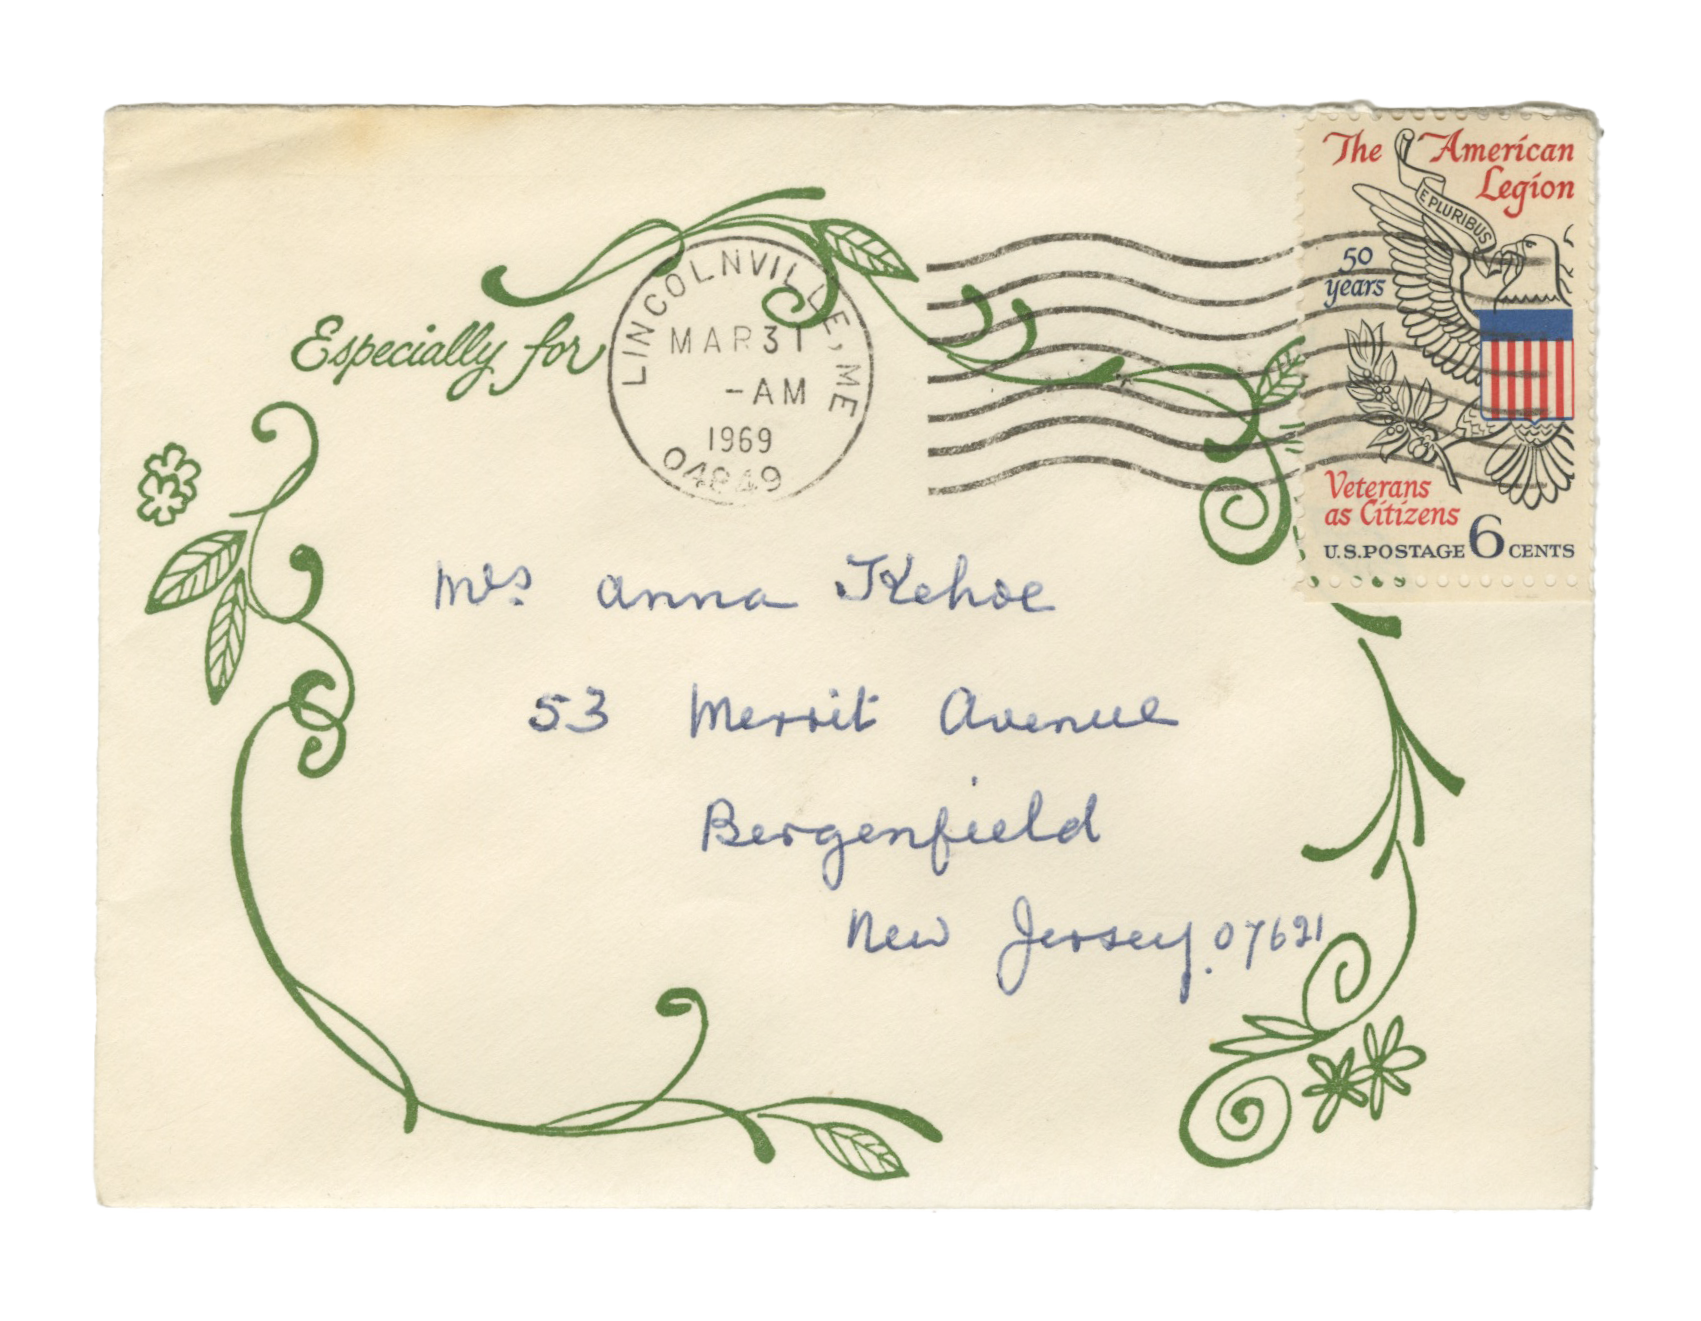 The American
Legion
E PLURIBUS
50
years
Veterans
as Citizens
U.S.POSTAGE 6 CENTS
LINCOLNVILLE, ME
MAR 31
-AM
1969
04849
Especially for
Mrs Anna Kehoe
53 Merrit Avenue
Bergenfield
New Jersey. 07621